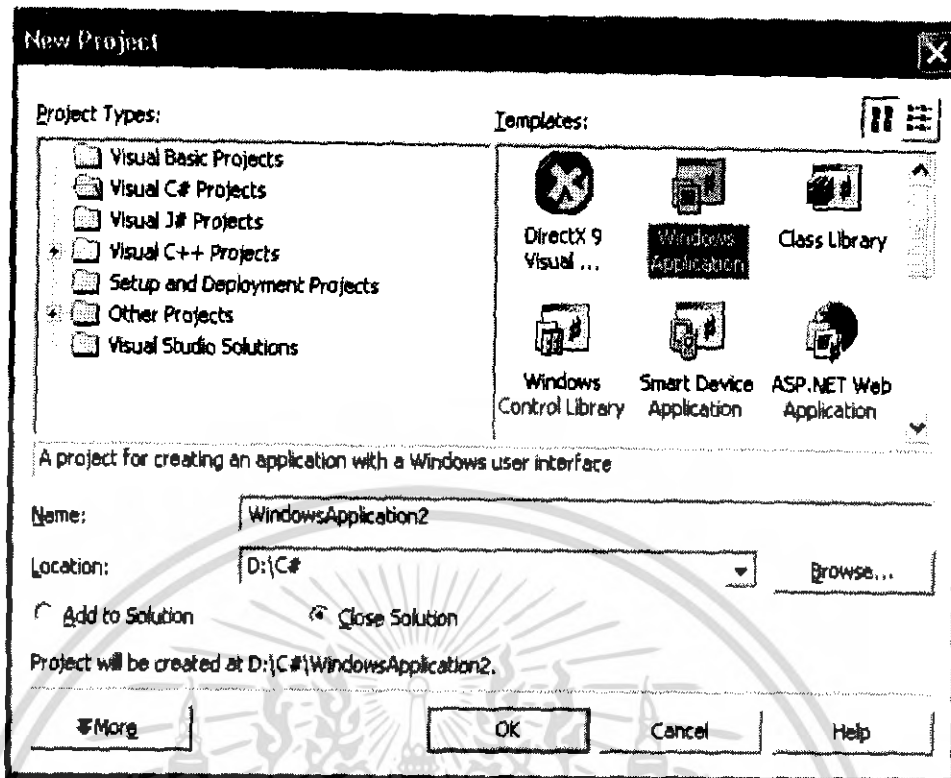 New Project
Project Types:
Templates:
Visual Basic Projects
Visual C# Projects
Visual J# Projects
Visual C++ Projects
Setup and Deployment Projects
Other Projects
Visual Studio Solutions
DirectX 9
Visual ...
Windows
Application
Class Library
Windows
Control Library
Smart Device
Application
ASP.NET Web
Application
A project for creating an application with a Windows user interface
Name:
WindowsApplication2
Location:
D:\C#
Browse...
Add to Solution
Close Solution
Project will be created at D:\C#\WindowsApplication2.
More
OK
Cancel
Help